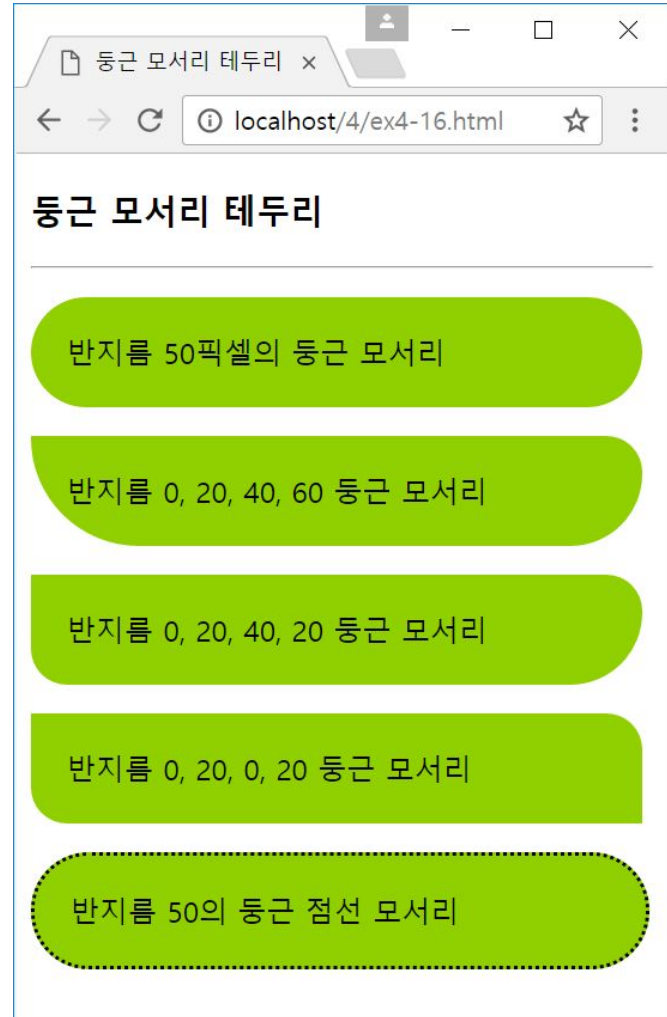 둥근 모서리 테두리
localhost/4/ex4-16.html
둥근 모서리 테두리
반지름 50픽셀의 둥근 모서리
반지름 0, 20, 40, 60 둥근 모서리
반지름 0, 20, 40, 20 둥근 모서리
반지름 0, 20, 0, 20 둥근 모서리
반지름 50의 둥근 점선 모서리